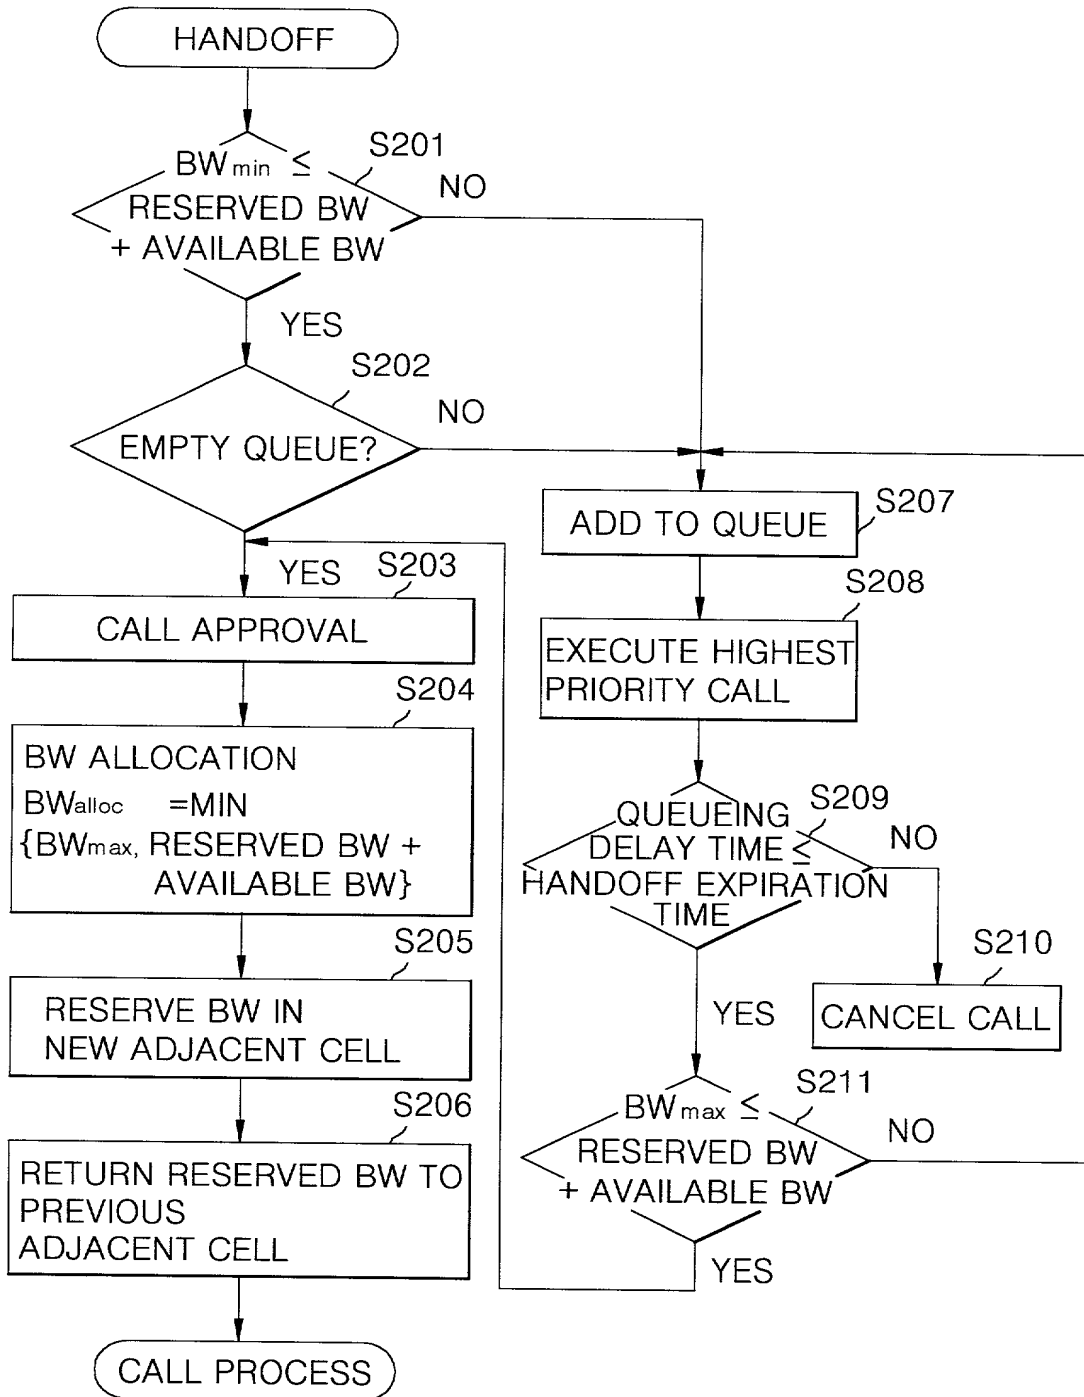 HANDOFF
S201
BWmin ≤
RESERVED BW
+ AVAILABLE BW
NO
YES
S202
EMPTY QUEUE?
NO
YES
S203
CALL APPROVAL
S204
BW ALLOCATION
BWalloc =MIN
{BWmax, RESERVED BW +
AVAILABLE BW}
S205
RESERVE BW IN
NEW ADJACENT CELL
S206
RETURN RESERVED BW TO
PREVIOUS
ADJACENT CELL
CALL PROCESS
S207
ADD TO QUEUE
S208
EXECUTE HIGHEST
PRIORITY CALL
S209
QUEUEING
DELAY TIME ≤
HANDOFF EXPIRATION
TIME
NO
S210
CANCEL CALL
YES
S211
BWmax ≤
RESERVED BW
+ AVAILABLE BW
NO
YES